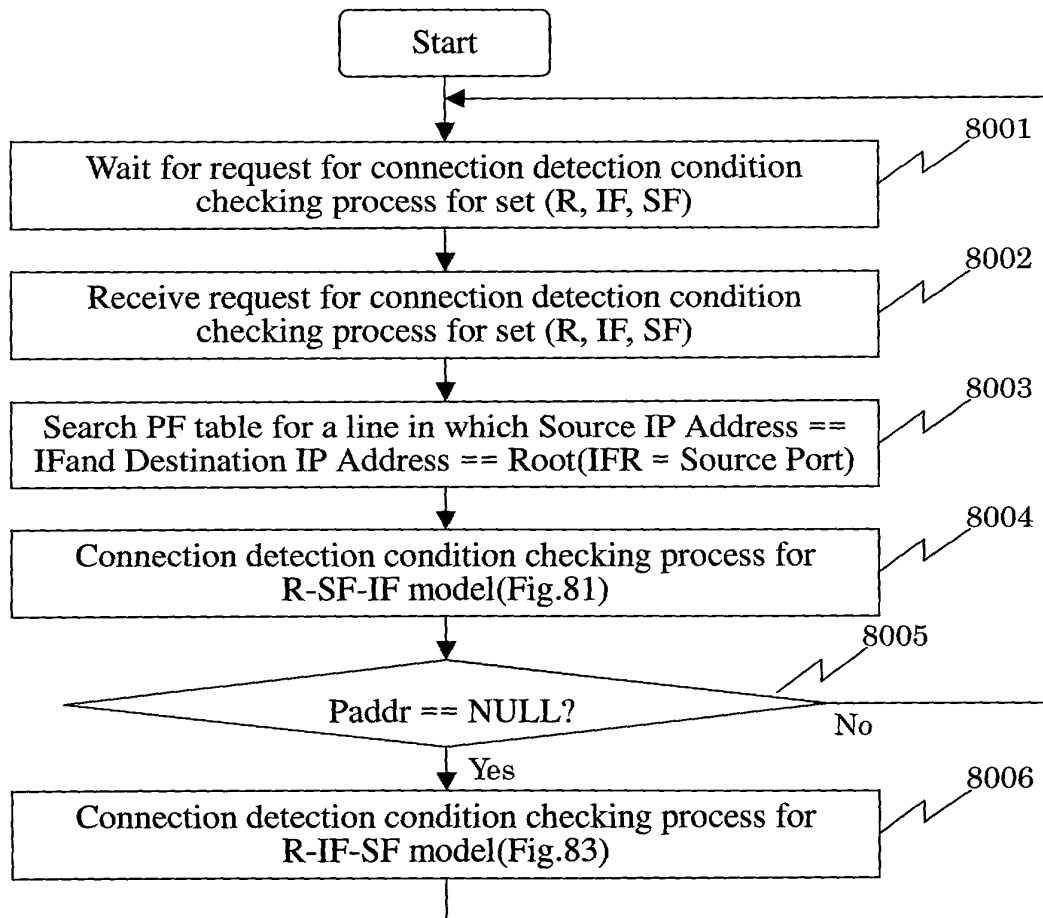 Start
8001
Wait for request for connection detection condition
checking process for set (R, IF, SF)
8002
Receive request for connection detection condition
checking process for set (R, IF, SF)
8003
Search PF table for a line in which Source IP Address ==
IFand Destination IP Address == Root(IFR = Source Port)
8004
Connection detection condition checking process for
R-SF-IF model(Fig.81)
8005
Paddr == NULL?
No
Yes
8006
Connection detection condition checking process for
R-IF-SF model(Fig.83)